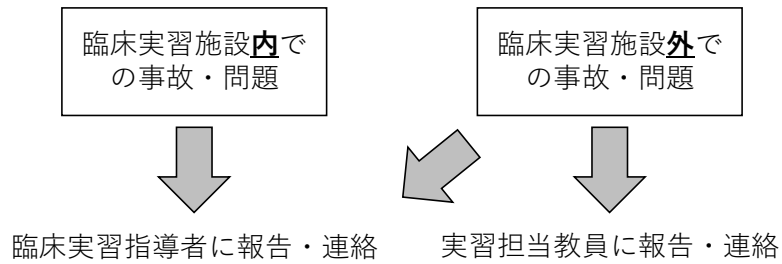 臨床実習施設内で
の事故・問題
臨床実習施設外で
の事故・問題
臨床実習指導者に報告・連絡
実習担当教員に報告・連絡